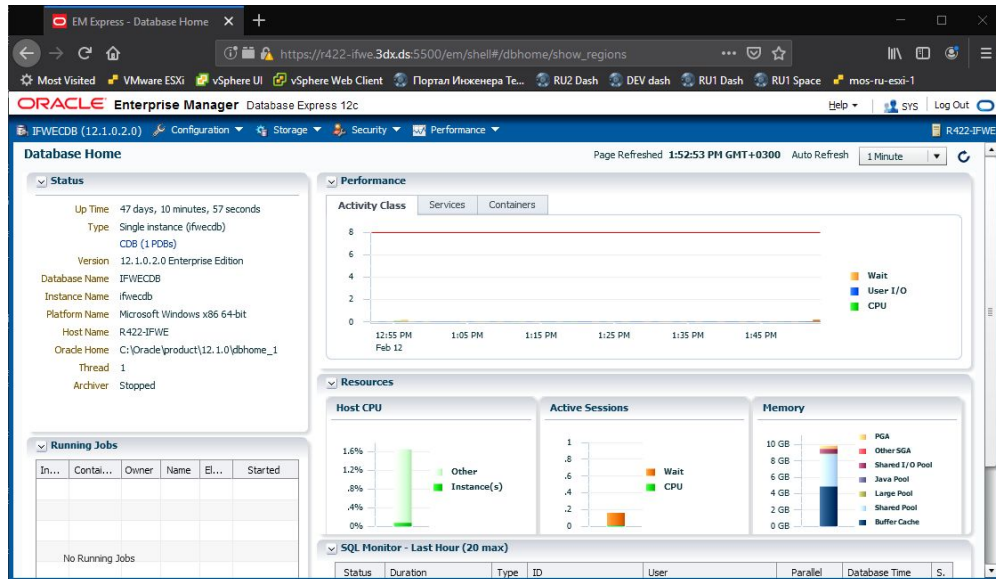 EM Express - Database Home
https://r422-ifwe.3dx.ds:5500/em/shell#/dbhome/show_regions
Most Visited VMware ESXi vSphere UI vSphere Web Client Портал Инженера Те... RU2 Dash DEV dash RU1 Dash RU1 Space mos-ru-esxi-1
ORACLE Enterprise Manager Database Express 12c Help SYS Log Out
IFWECDB (12.1.0.2.0) Configuration Storage Security Performance R422-IFWE
Database Home Page Refreshed 1:52:53 PM GMT+0300 Auto Refresh 1 Minute
Status
Up Time 47 days, 10 minutes, 57 seconds
Type Single instance (ifwecdb)
CDB (1 PDBs)
Version 12.1.0.2.0 Enterprise Edition
Database Name IFWECDB
Instance Name ifwecdb
Platform Name Microsoft Windows x86 64-bit
Host Name R422-IFWE
Oracle Home C:\Oracle\product\12.1.0\dbhome_1
Thread 1
Archiver Stopped
Running Jobs
In... Contai... Owner Name El... Started
No Running Jobs
Performance
Activity Class Services Containers
8
6
4
2
0
12:55 PM 1:05 PM 1:15 PM 1:25 PM 1:35 PM 1:45 PM
Feb 12
Wait
User I/O
CPU
Resources
Host CPU
1.6%
1.2%
.8%
.4%
0%
Other
Instance(s)
Active Sessions
1
.8
.6
.4
.2
0
Wait
CPU
Memory
10 GB
8 GB
6 GB
4 GB
2 GB
0 GB
PGA
Other SGA
Shared I/O Pool
Java Pool
Large Pool
Shared Pool
Buffer Cache
SQL Monitor - Last Hour (20 max)
Status Duration Type ID User Parallel Database Time S.